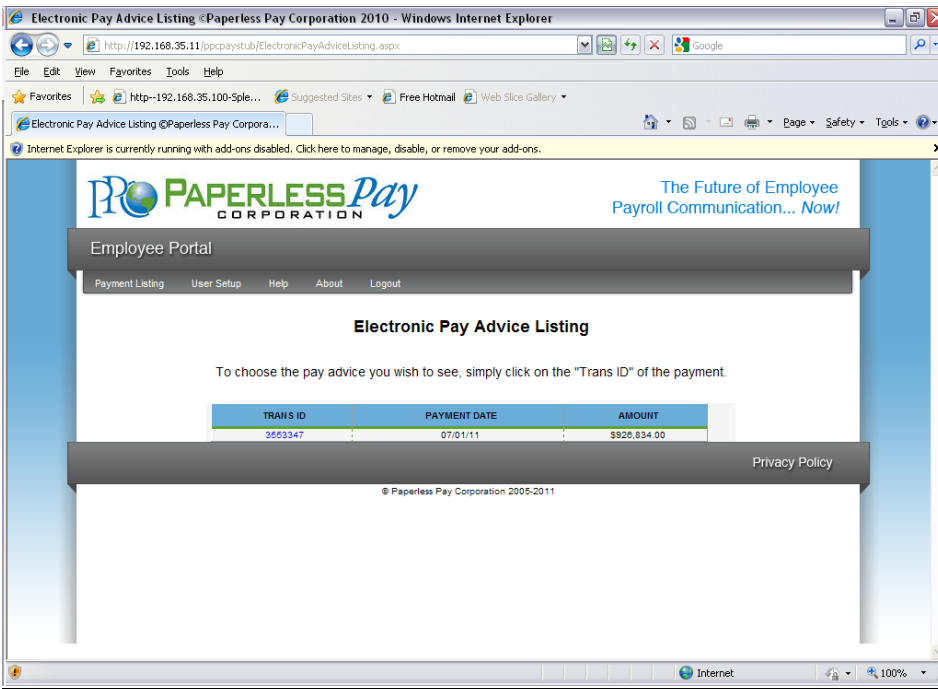 Electronic Pay Advice Listing ©Paperless Pay Corporation 2010 - Windows Internet Explorer
http://192.168.35.11/ppcpaystub/ElectronicPayAdviceListing.aspx Google
File Edit View Favorites Tools Help
Favorites http--192.168.35.100-Sple... Suggested Sites Free Hotmail Web Slice Gallery
Electronic Pay Advice Listing ©Paperless Pay Corpora... Page Safety Tools
Internet Explorer is currently running with add-ons disabled. Click here to manage, disable, or remove your add-ons. x
PPC PAPERLESS Pay
CORPORATION
The Future of Employee
Payroll Communication... Now!
Employee Portal
Payment Listing User Setup Help About Logout
Electronic Pay Advice Listing
To choose the pay advice you wish to see, simply click on the "Trans ID" of the payment.
TRANS ID PAYMENT DATE AMOUNT
3553347 07/01/11 $926,834.00
Privacy Policy
© Paperless Pay Corporation 2005-2011
Internet 100%